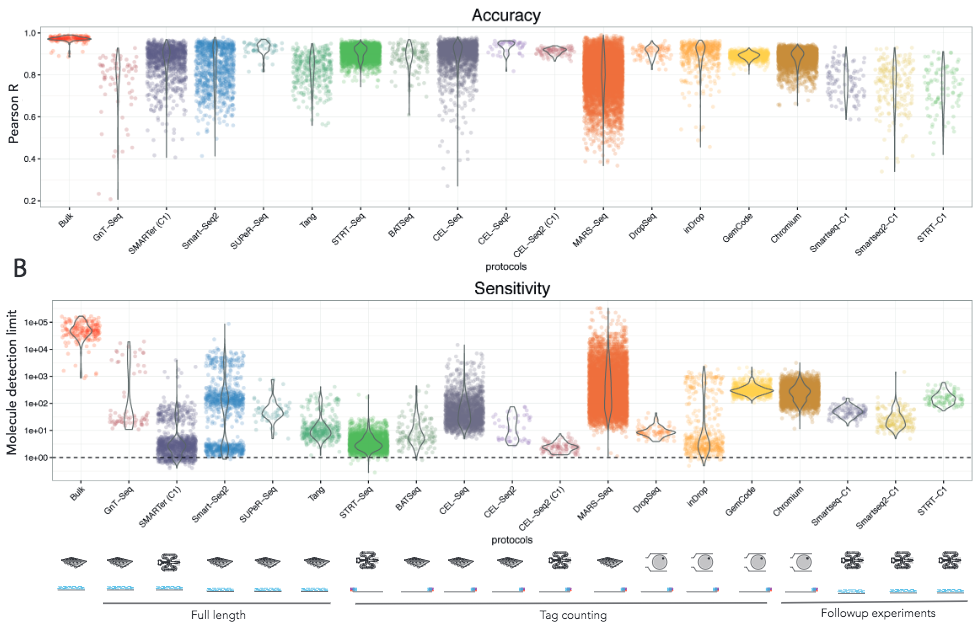 Accuracy
Pearson R
1.0
0.8
0.6
0.4
0.2
Bulk
GnT-Seq
SMARTer (C1)
Smart-Seq2
SUPeR-Seq
Tang
STRT-Seq
BATSeq
CEL-Seq
CEL-Seq2
CEL-Seq2 (C1)
MARS-Seq
DropSeq
inDrop
GemCode
Chromium
Smartseq-C1
Smartseq2-C1
STRT-C1
protocols
B
Sensitivity
Molecule detection limit
1e+05
1e+04
1e+03
1e+02
1e+01
1e+00
Bulk
GnT-Seq
SMARTer (C1)
Smart-Seq2
SUPeR-Seq
Tang
STRT-Seq
BATSeq
CEL-Seq
CEL-Seq2
CEL-Seq2 (C1)
MARS-Seq
DropSeq
inDrop
GemCode
Chromium
Smartseq-C1
Smartseq2-C1
STRT-C1
protocols
Full length
Tag counting
Followup experiments